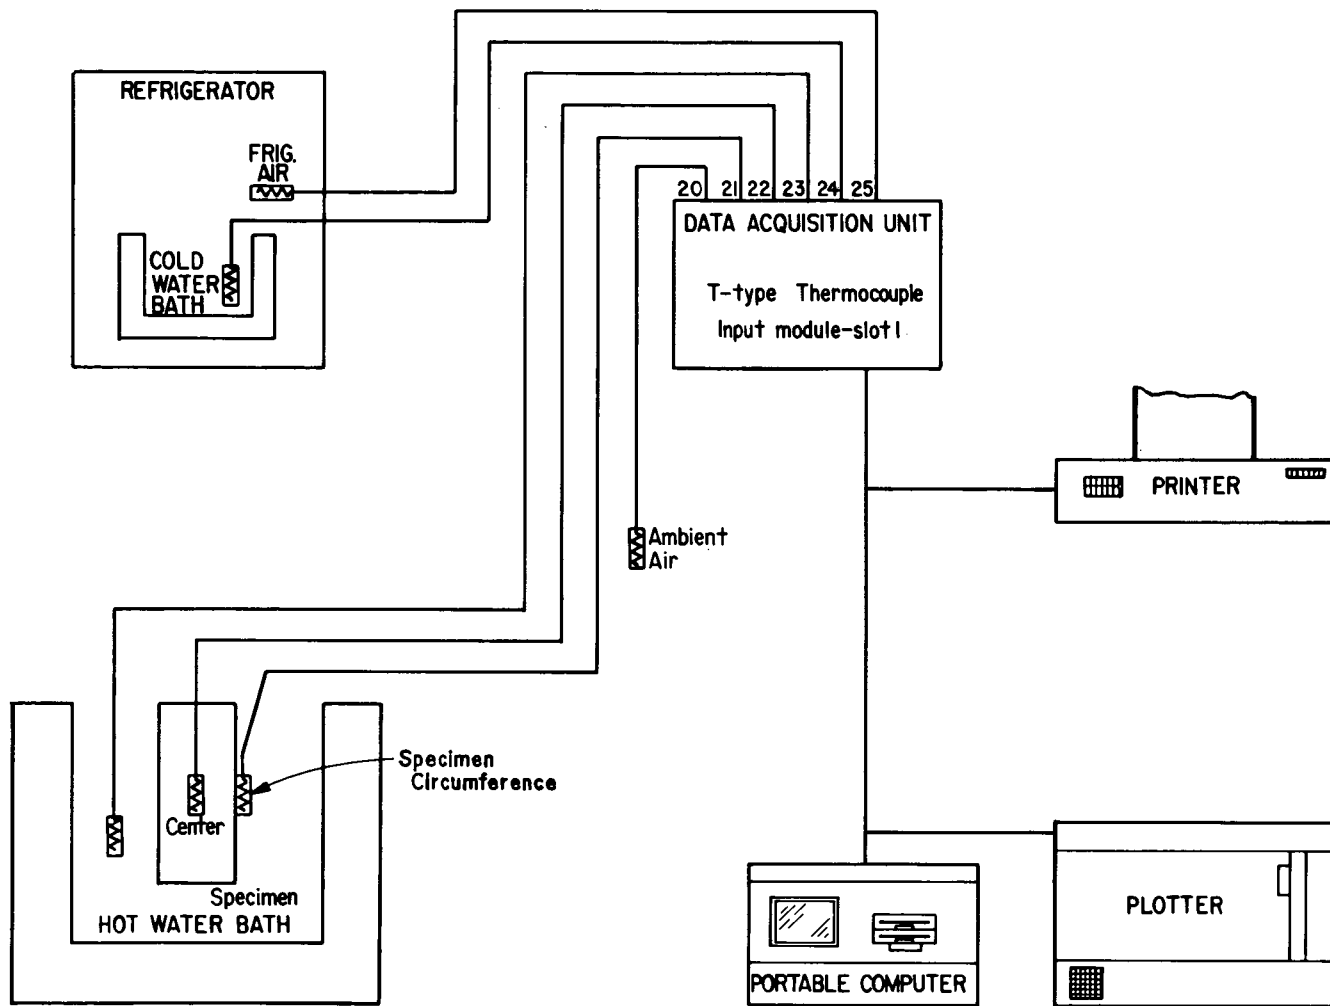 REFRIGERATOR
FRIG.
AIR
COLD
WATER
BATH
20 21 22 23 24 25
DATA ACQUISITION UNIT
T-type Thermocouple
Input module-slot 1
PRINTER
Ambient
Air
Specimen
Circumference
Center
Specimen
HOT WATER BATH
PORTABLE COMPUTER
PLOTTER